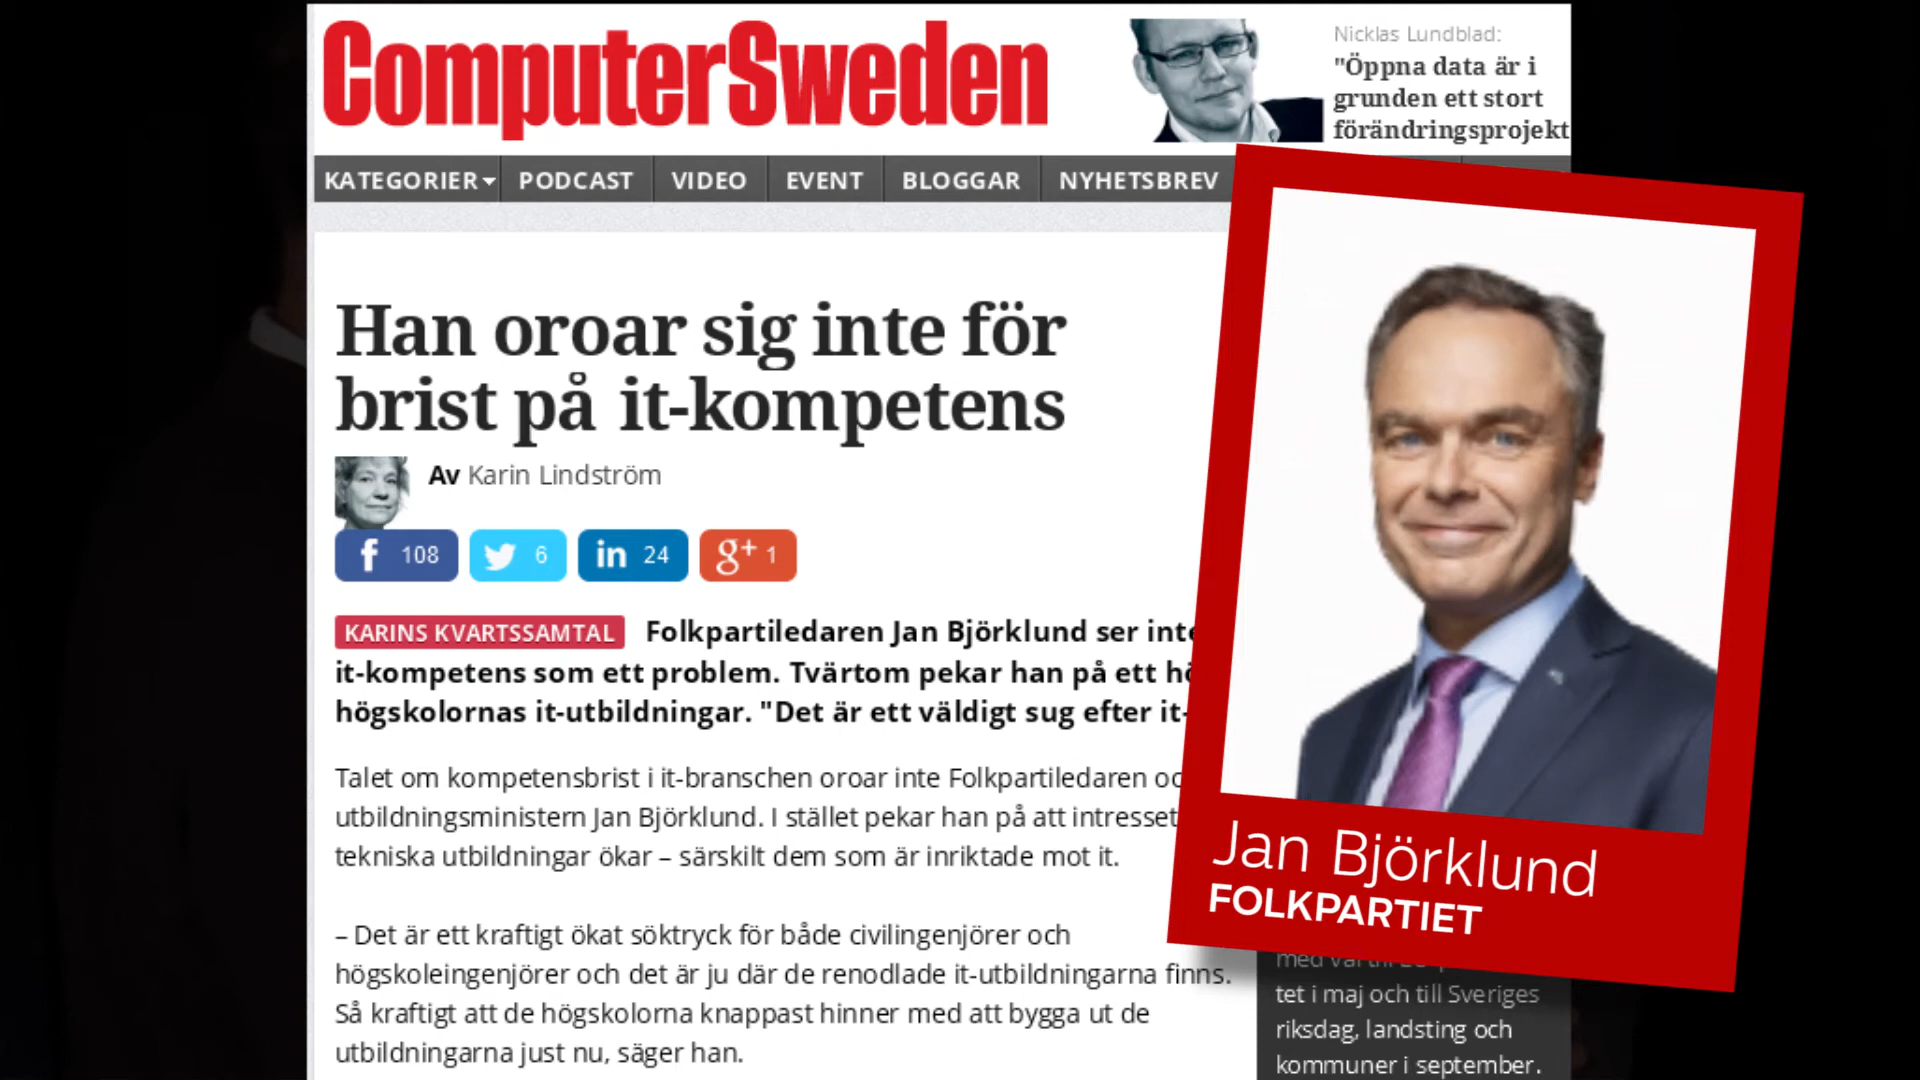 ComputerSweden
Nicklas Lundblad:
"Öppna data är i
grunden ett stort
förändringsprojekt
KATEGORIER PODCAST VIDEO EVENT BLOGGAR NYHETSBREV
Han oroar sig inte för
brist på it-kompetens
Av Karin Lindström
f 108 6 in 24 g+ 1
KARINS KVARTSSAMTAL Folkpartiledaren Jan Björklund ser inte
it-kompetens som ett problem. Tvärtom pekar han på ett hö
högskolornas it-utbildningar. "Det är ett väldigt sug efter it-
Talet om kompetensbrist i it-branschen oroar inte Folkpartiledaren oc
utbildningsministern Jan Björklund. I stället pekar han på att intresset
tekniska utbildningar ökar – särskilt dem som är inriktade mot it.
– Det är ett kraftigt ökat söktryck för både civilingenjörer och
högskoleingenjörer och det är ju där de renodlade it-utbildningarna finns.
Så kraftigt att de högskolorna knappast hinner med att bygga ut de
utbildningarna just nu, säger han.
Jan Björklund
FOLKPARTIET
med
tet i maj och till Sveriges
riksdag, landsting och
kommuner i september.